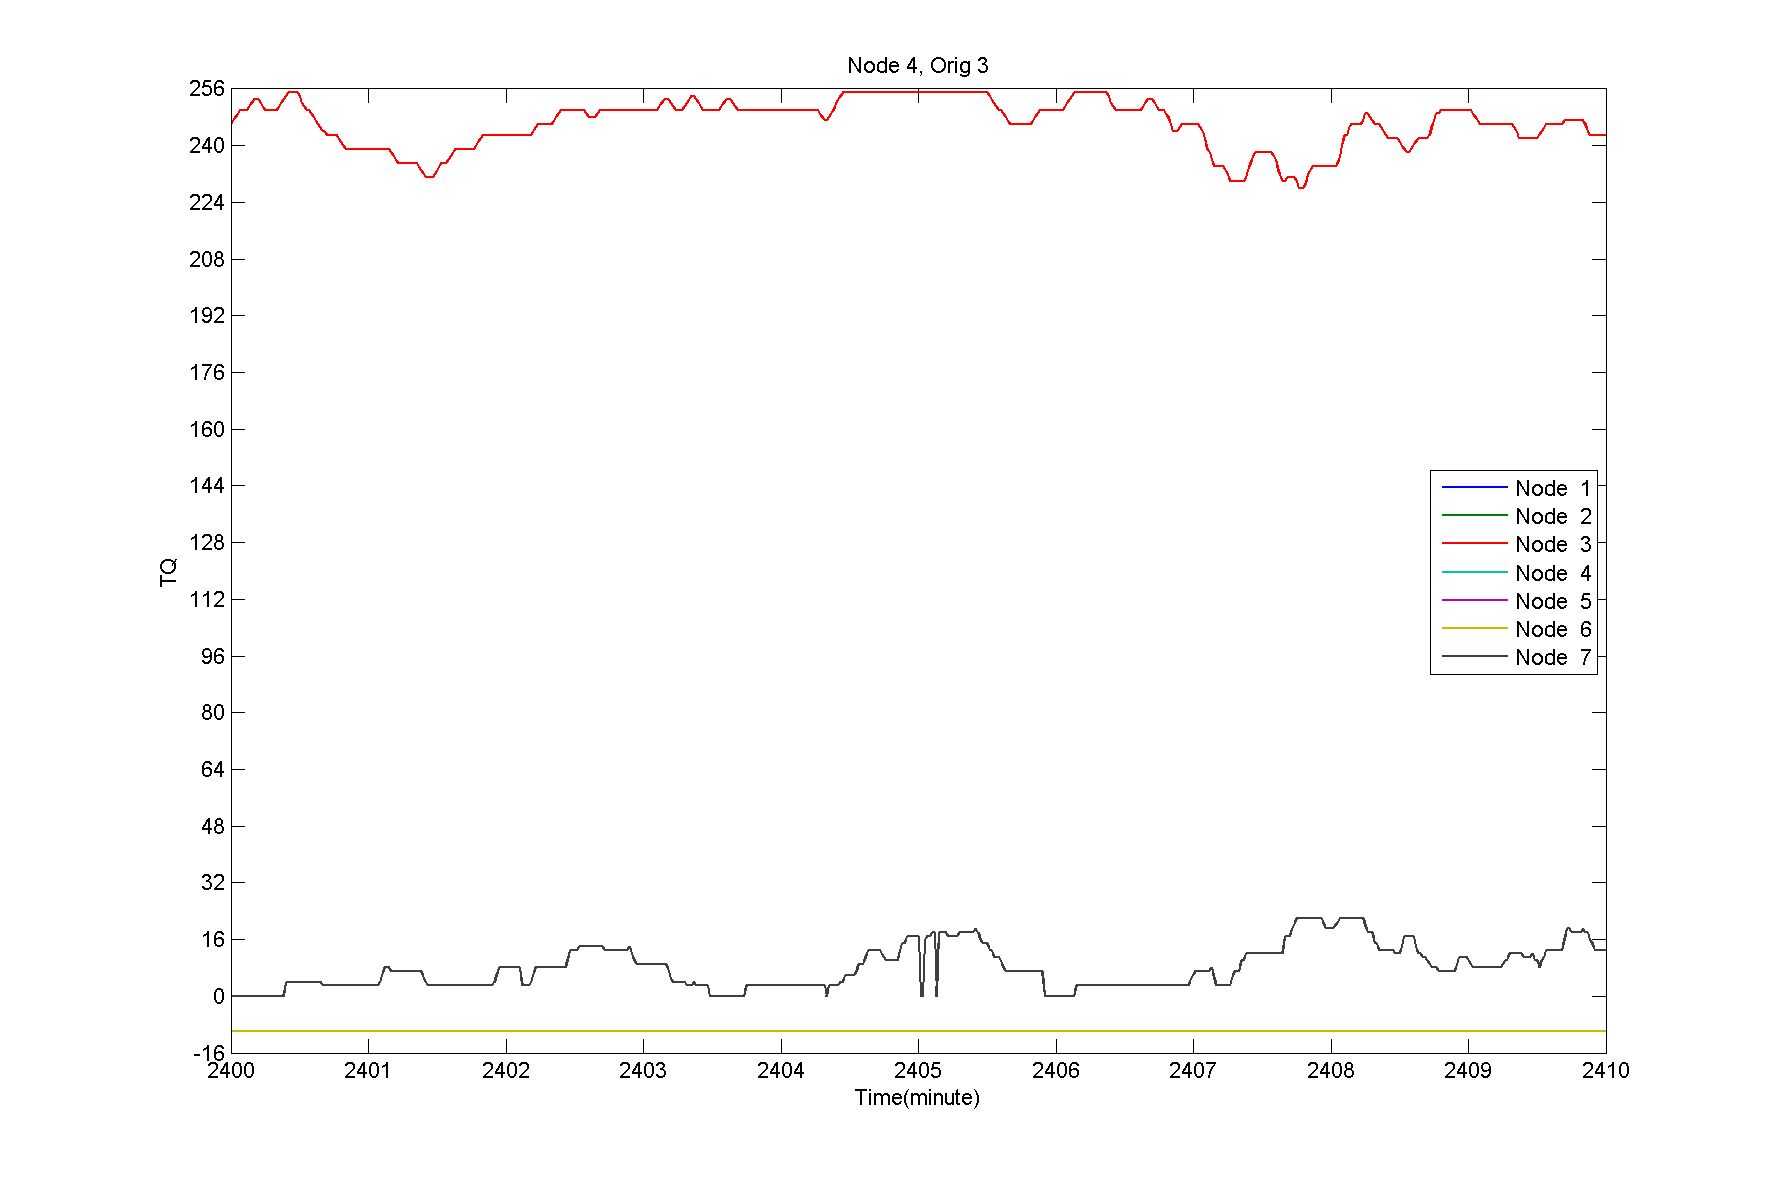 Node 4, Orig 3
256
240
224
208
192
176
160
144
128
112
96
80
64
48
32
16
0
-16
TQ
Node 1
Node 2
Node 3
Node 4
Node 5
Node 6
Node 7
2400 2401 2402 2403 2404 2405 2406 2407 2408 2409 2410
Time(minute)